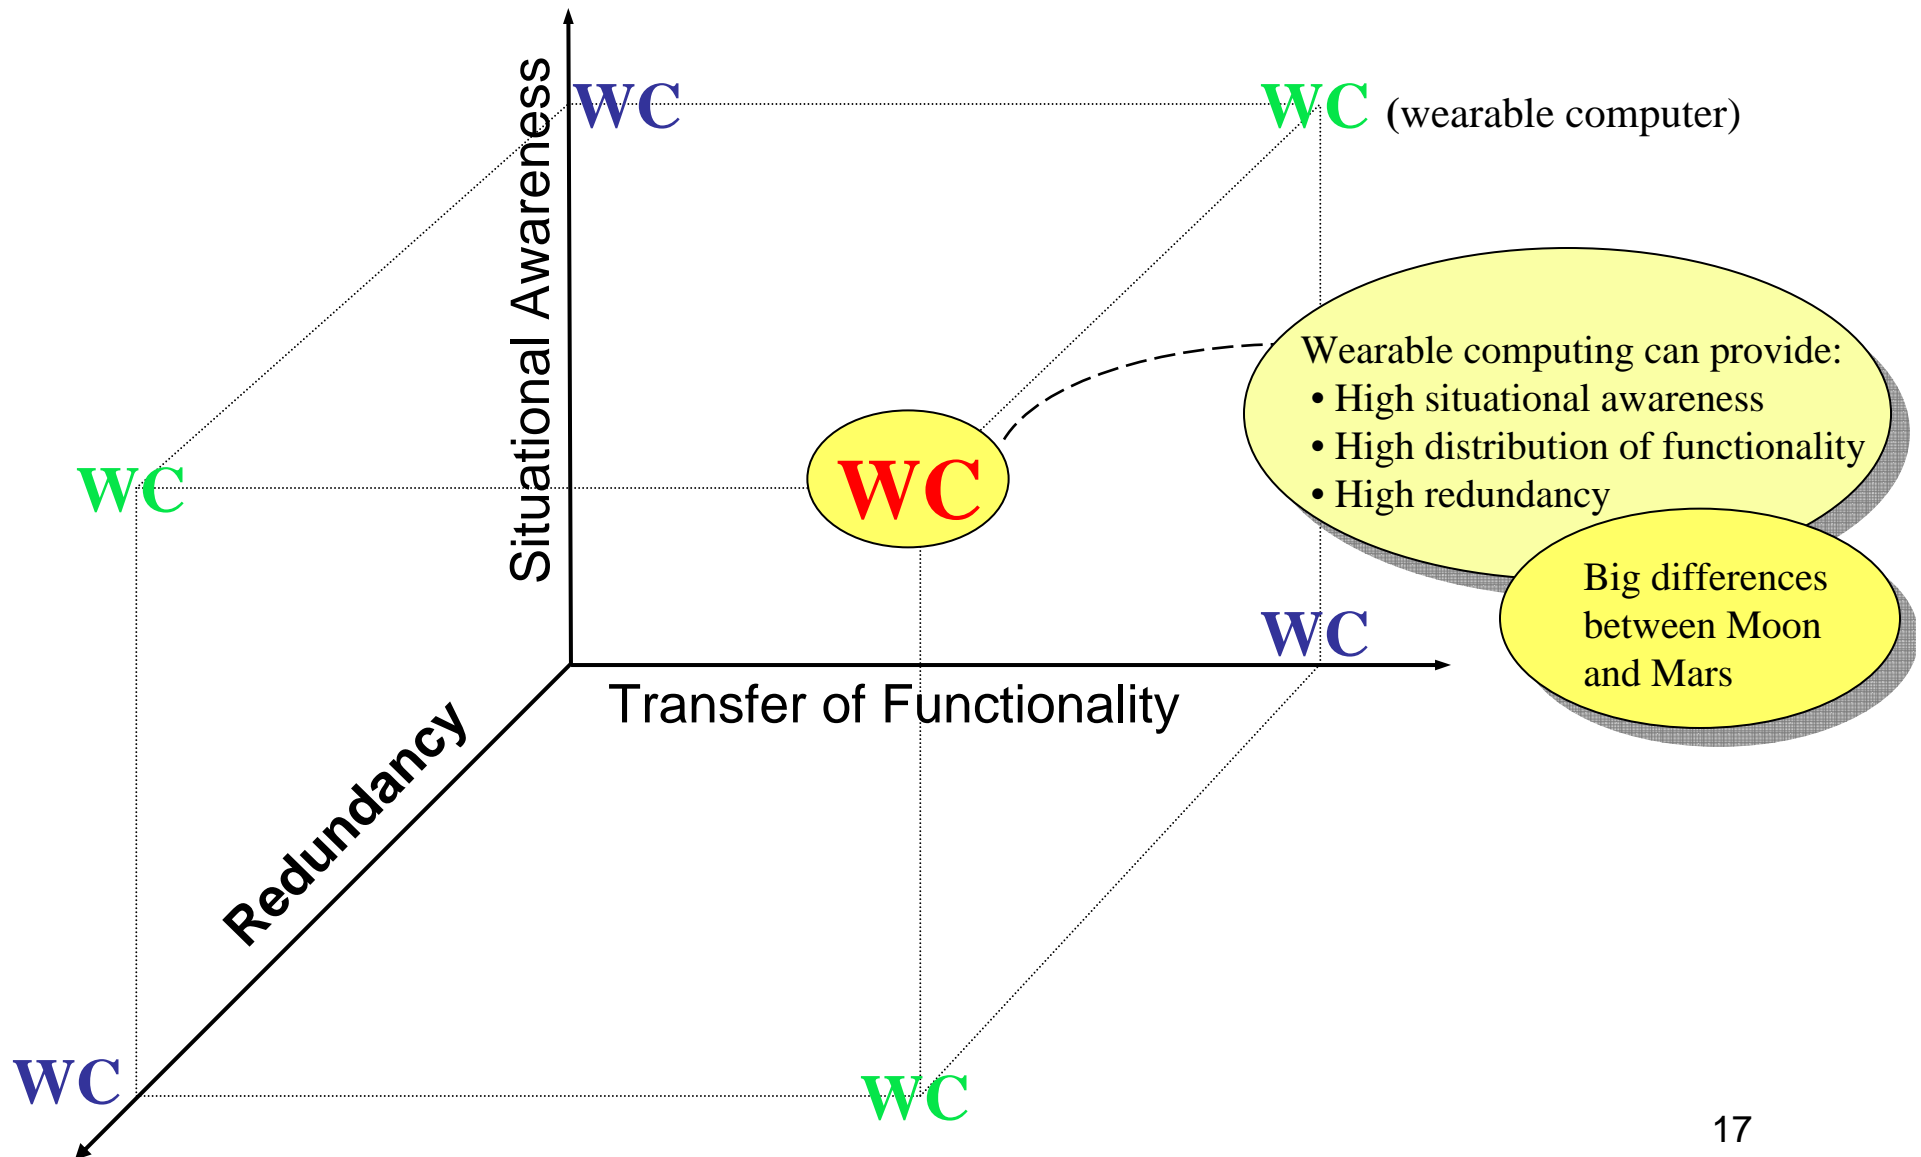 Situational Awareness
WC
WC (wearable computer)
Wearable computing can provide:
• High situational awareness
• High distribution of functionality
• High redundancy
WC
WC
Big differences
between Moon
and Mars
WC
Transfer of Functionality
Redundancy
WC
WC
17